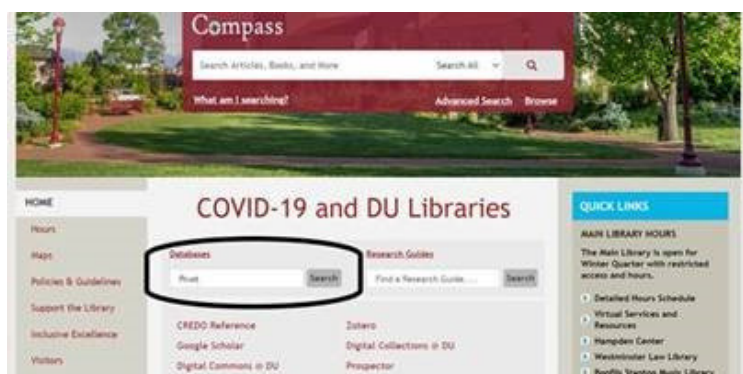 Compass
Search Articles, Books, and More
Search All
What am I searching?
Advanced Search
Browse
HOME
Hours
Maps
Policies & Guidelines
Support the Library
Inclusive Excellence
Visitors
COVID-19 and DU Libraries
Databases
Pivot
Search
Research Guides
Find a Research Guide....
Search
CREDO Reference
Google Scholar
Digital Commons @ DU
Zotero
Digital Collections @ DU
Prospector
QUICK LINKS
MAIN LIBRARY HOURS
The Main Library is open for
Winter Quarter with restricted
access and hours.
Detailed Hours Schedule
Virtual Services and
Resources
Hampden Center
Westminster Law Library
Bonfils Stanton Music Library